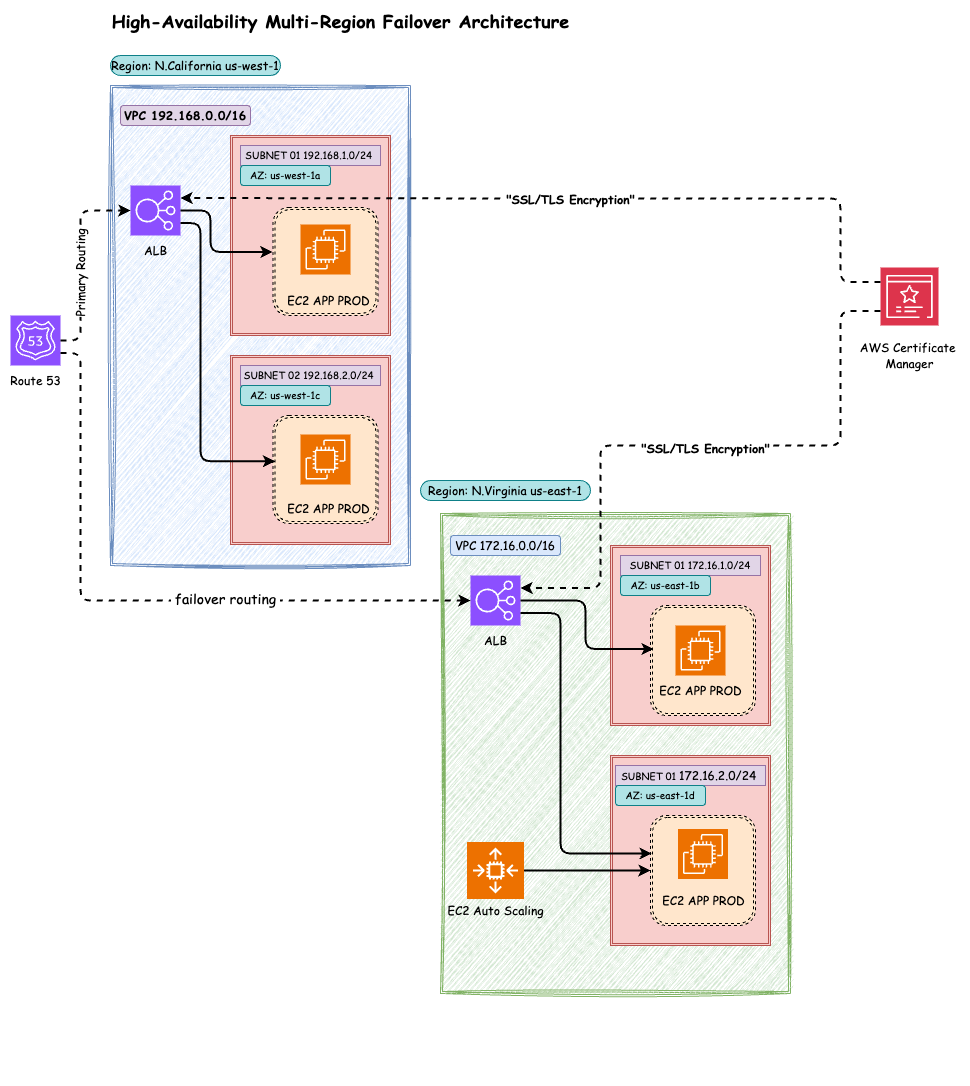 High-Availability Multi-Region Failover Architecture
Region: N.California us-west-1
VPC 192.168.0.0/16
SUBNET 01 192.168.1.0/24
AZ: us-west-1a
"SSL/TLS Encryption"
ALB
Primary Routing
EC2 APP PROD
53
Route 53
AWS Certificate
Manager
SUBNET 02 192.168.2.0/24
AZ: us-west-1c
EC2 APP PROD
"SSL/TLS Encryption"
Region: N.Virginia us-east-1
VPC 172.16.0.0/16
SUBNET 01 172.16.1.0/24
AZ: us-east-1b
failover routing
ALB
EC2 APP PROD
SUBNET 01 172.16.2.0/24
AZ: us-east-1d
EC2 APP PROD
EC2 Auto Scaling